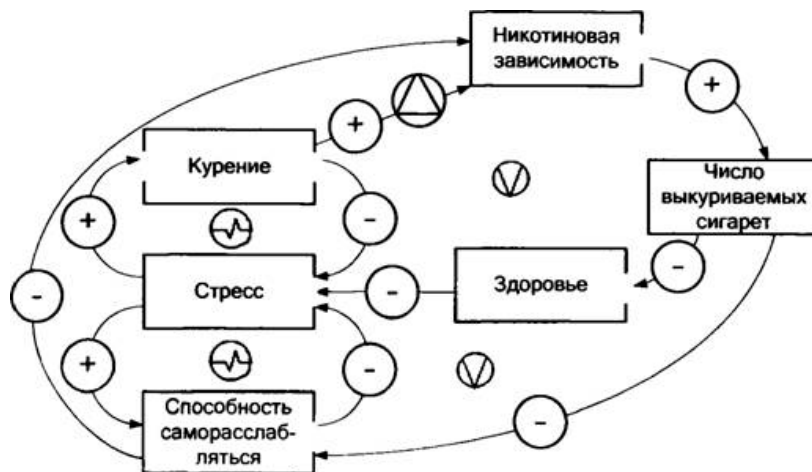 Никотиновая
зависимость
+
+
Курение
Число
выкуриваемых
сигарет
+
-
-
Стресс
-
Здоровье
-
+
-
Способность
саморасслаб-
ляться
-